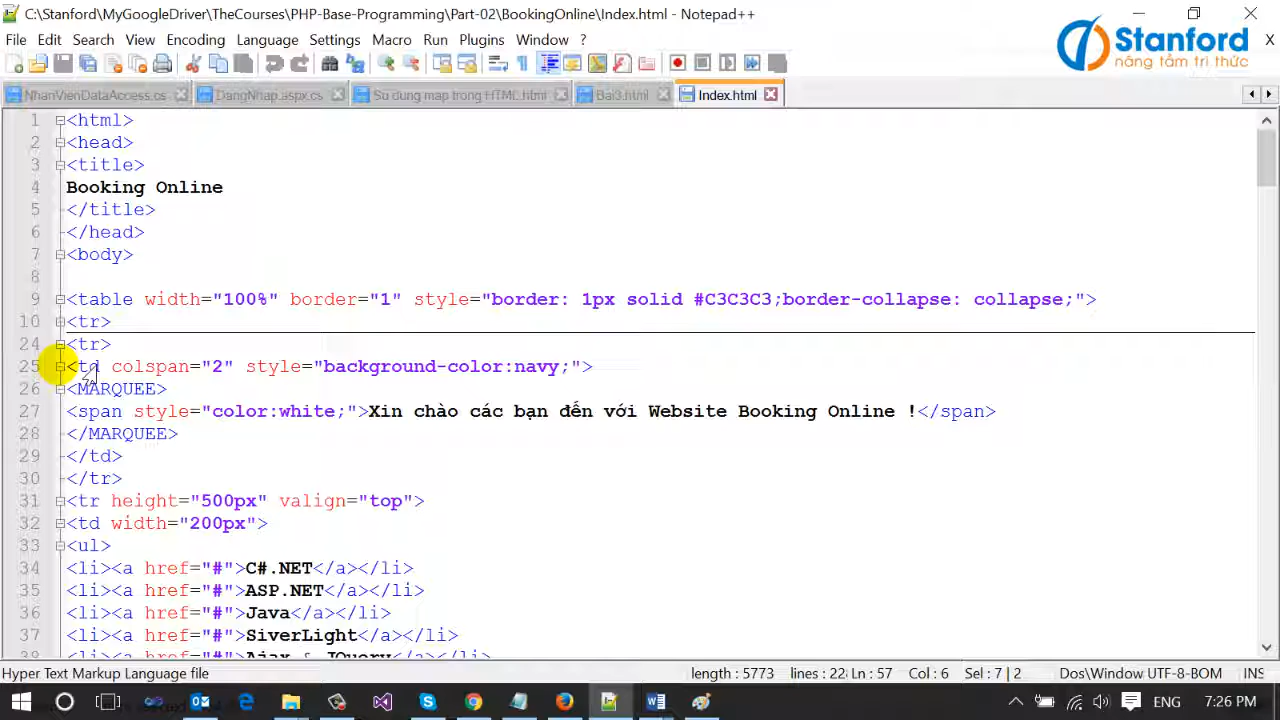 C:\Stanford\MyGoogleDriver\TheCourses\PHP-Base-Programming\Part-02\BookingOnline\Index.html - Notepad++
Stanford
nâng tầm tri thức
File Edit Search View Encoding Language Settings Macro Run Plugins Window ? X
NhanVienDataAccess.cs DangNhap.aspx.cs Su dung map trong HTML.html Bai3.html Index.html
1 <html>
2 <head>
3 <title>
4 Booking Online
5 </title>
6 </head>
7 <body>
8
9 <table width="100%" border="1" style="border: 1px solid #C3C3C3;border-collapse: collapse;">
10 <tr>
24 <tr>
25 <td colspan="2" style="background-color:navy;">
26 <MARQUEE>
27 <span style="color:white;">Xin chào các bạn đến với Website Booking Online !</span>
28 </MARQUEE>
29 </td>
30 </tr>
31 <tr height="500px" valign="top">
32 <td width="200px">
33 <ul>
34 <li><a href="#">C#.NET</a></li>
35 <li><a href="#">ASP.NET</a></li>
36 <li><a href="#">Java</a></li>
37 <li><a href="#">SiverLight</a></li>
38 <li><a href="#">Ajax & JQuery</a></li>
Hyper Text Markup Language file length : 5773 lines : 22 Ln : 57 Col : 6 Sel : 7 | 2 Dos\Window UTF-8-BOM INS
ENG 7:26 PM